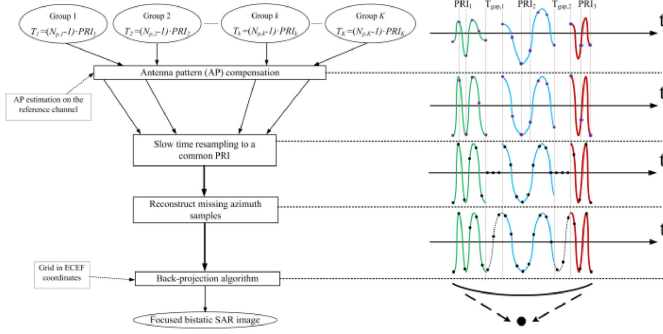 Group 1
T1=(Np,1-1)·PRI1
Group 2
T2=(Np,2-1)·PRI2
Group k
Tk=(Np,k-1)·PRIk
Group K
TK=(Np,K-1)·PRIK
PRI1 Tgap,1 PRI2 Tgap,2 PRI3
t
Antenna pattern (AP) compensation
AP estimation on the
reference channel
t
Slow time resampling to a
common PRI
t
Reconstruct missing azimuth
samples
t
Grid in ECEF
coordinates
Back-projection algorithm
Focused bistatic SAR image